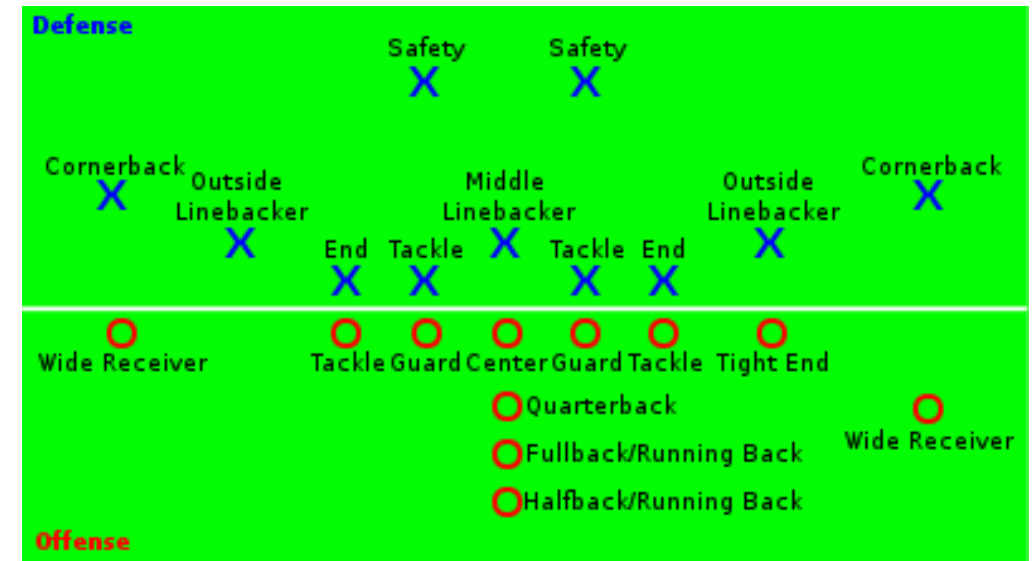 Defense
Safety Safety
Cornerback Cornerback
Outside Middle Outside
Linebacker Linebacker Linebacker
End Tackle Tackle End
X X
X X
X X X
X X X X
O O O O O O O
Wide Receiver Tackle Guard Center Guard Tackle Tight End
O Quarterback O
Wide Receiver
O Fullback/Running Back
O Halfback/Running Back
Offense